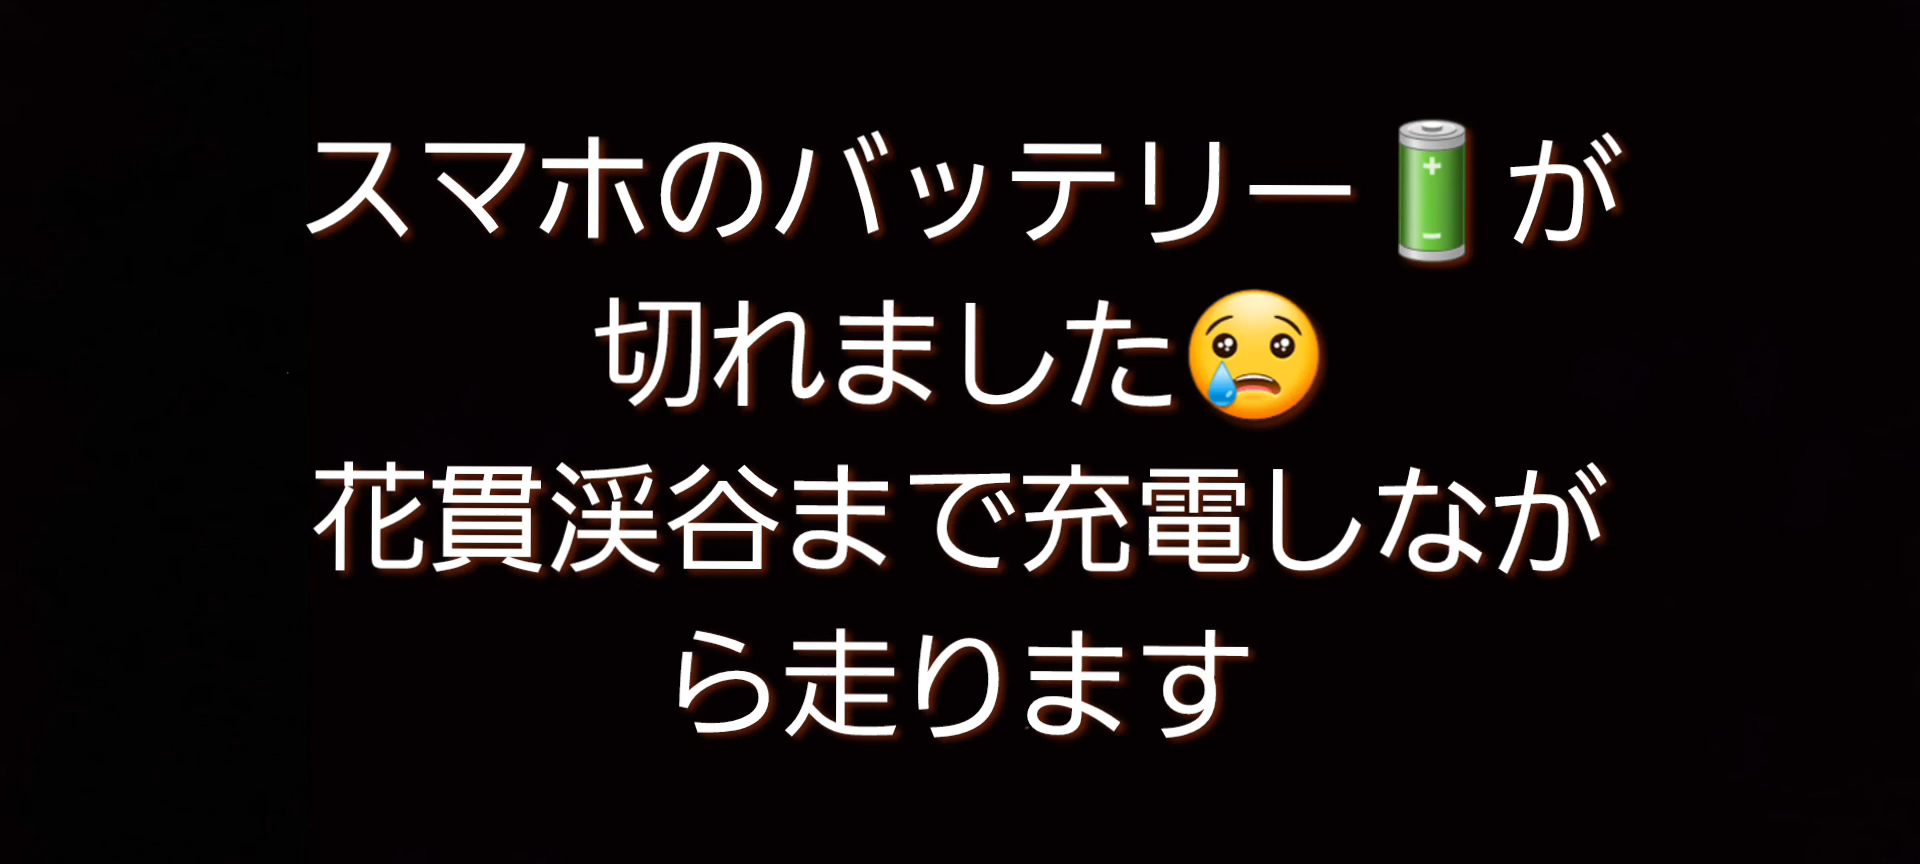 スマホのバッテリー🔋が
切れました😢
花貫渓谷まで充電しなが
ら走ります